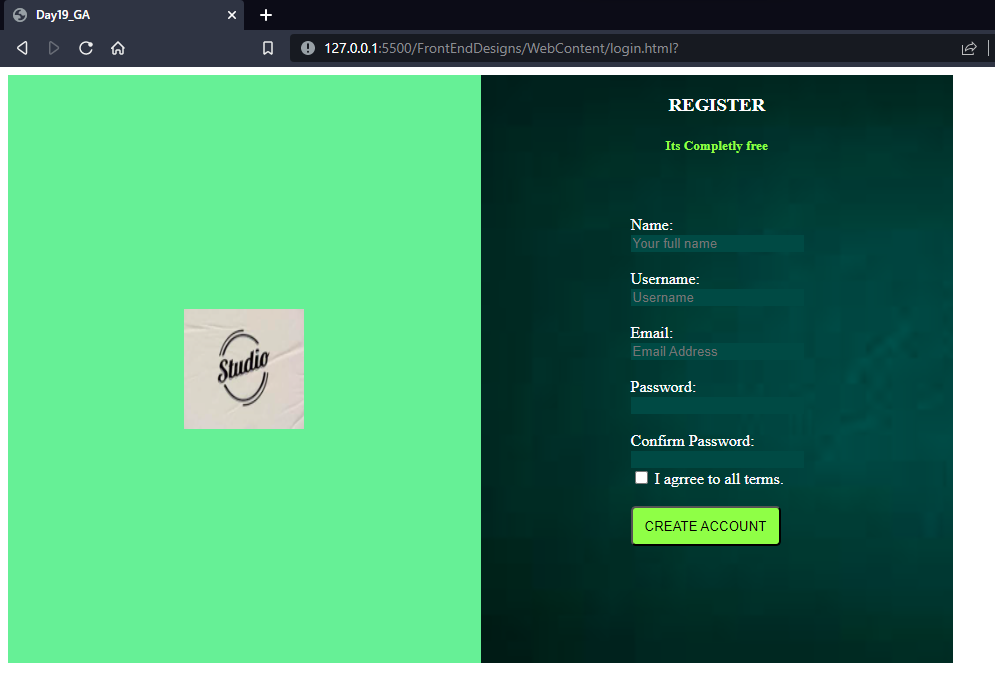 Day19_GA
127.0.0.1:5500/FrontEndDesigns/WebContent/login.html?
REGISTER
Its Completly free
Name:
Your full name
Username:
Username
Email:
Email Address
Studio
Password:
Confirm Password:
I agrree to all terms.
CREATE ACCOUNT